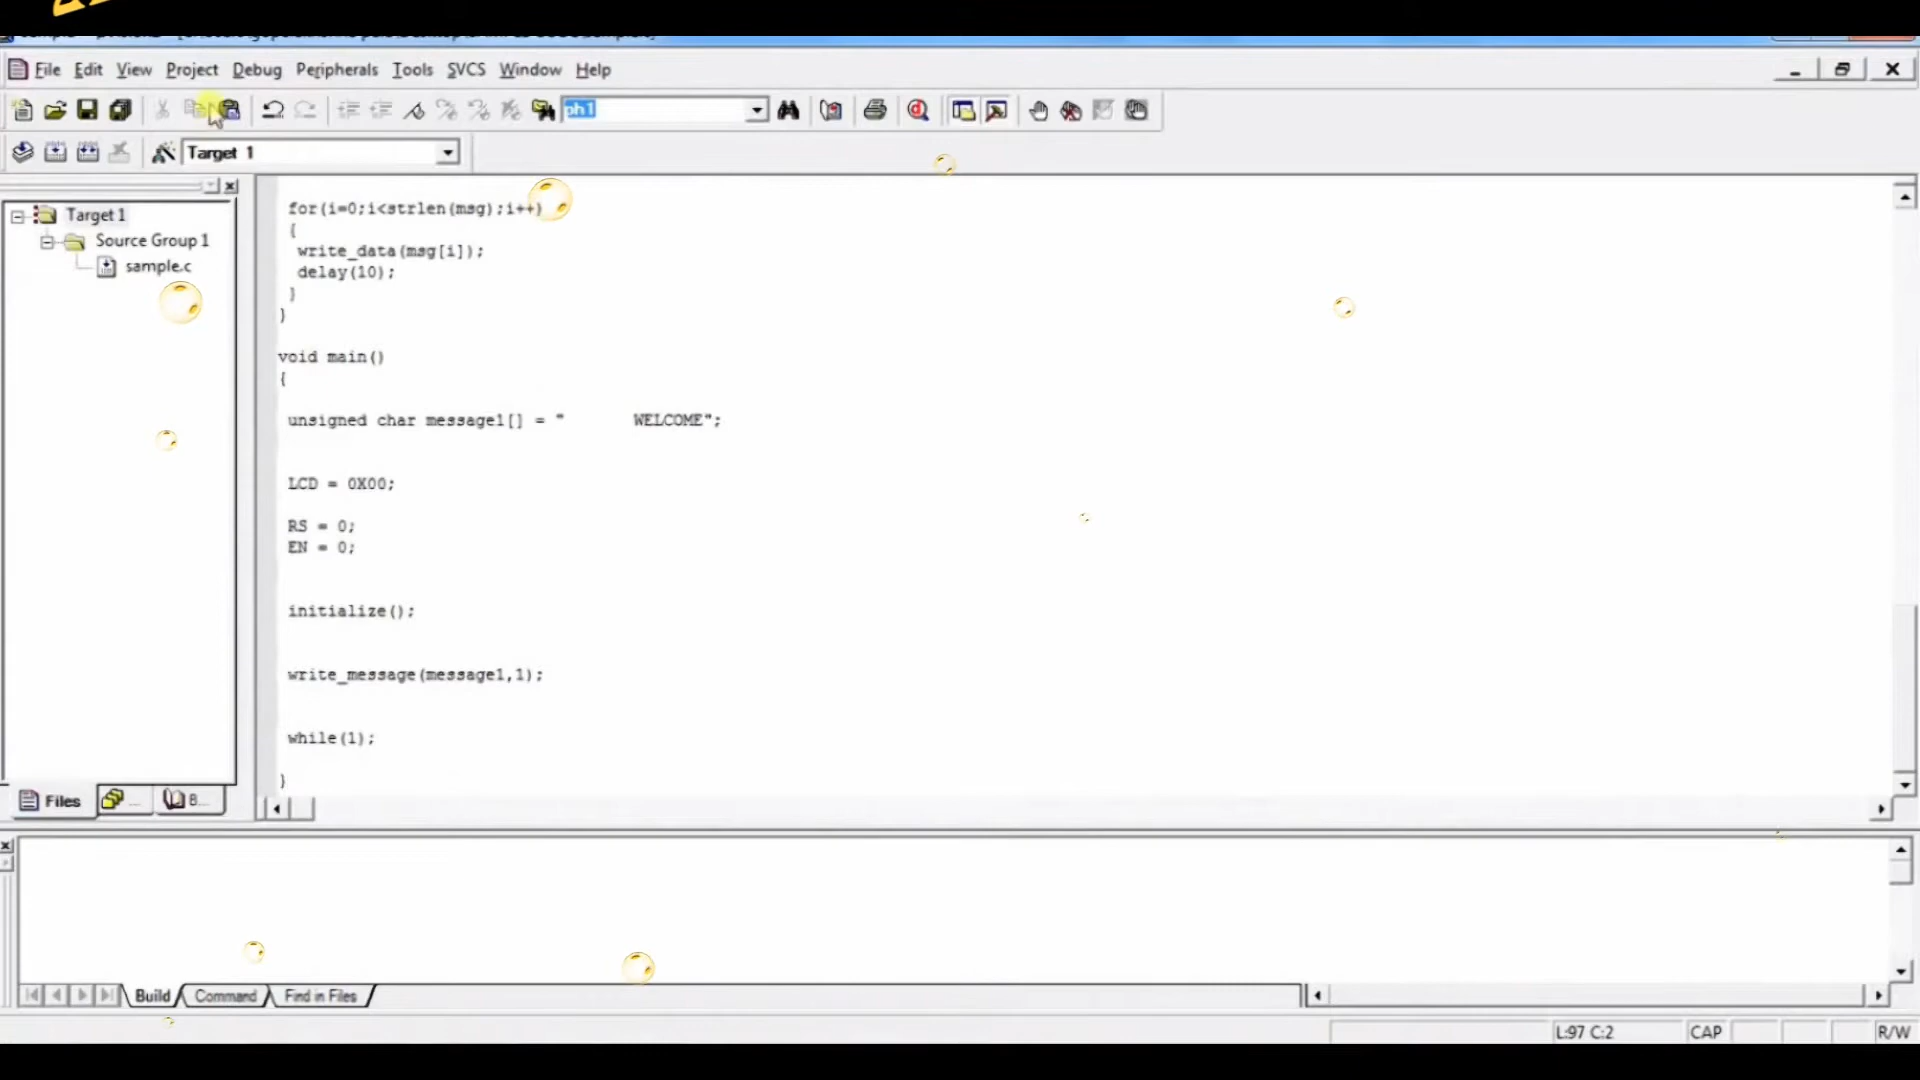 File Edit View Project Debug Peripherals Tools SVCS Window Help
ph1
Target 1
Target 1
Source Group 1
sample.c
for(i=0;i<strlen(msg);i++)
{
write_data(msg[i]);
delay(10);
}
}
void main()
{
unsigned char message1[] = "       WELCOME";
LCD = 0X00;
RS = 0;
EN = 0;
initialize();
write_message(message1,1);
while(1);
}
Files ... B...
Build Command Find in Files
L:97 C:2 CAP R/W